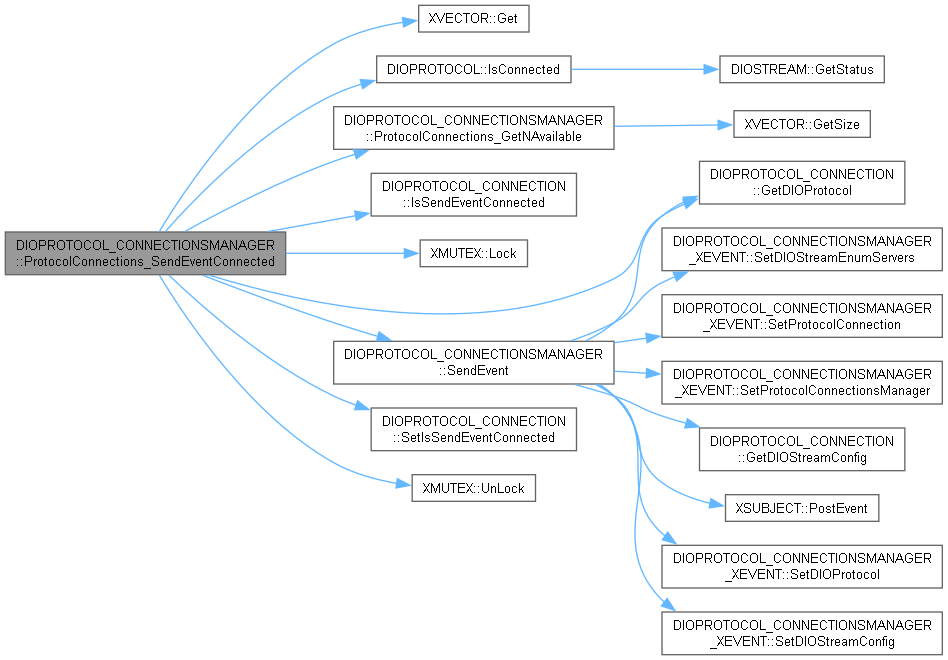 XVECTOR::Get
DIOPROTOCOL::IsConnected
DIOSTREAM::GetStatus
DIOPROTOCOL_CONNECTIONSMANAGER
::ProtocolConnections_GetNAvailable
XVECTOR::GetSize
DIOPROTOCOL_CONNECTION
::IsSendEventConnected
DIOPROTOCOL_CONNECTION
::GetDIOProtocol
DIOPROTOCOL_CONNECTIONSMANAGER
::ProtocolConnections_SendEventConnected
XMUTEX::Lock
DIOPROTOCOL_CONNECTIONSMANAGER
_XEVENT::SetDIOStreamEnumServers
DIOPROTOCOL_CONNECTIONSMANAGER
_XEVENT::SetProtocolConnection
DIOPROTOCOL_CONNECTIONSMANAGER
::SendEvent
DIOPROTOCOL_CONNECTIONSMANAGER
_XEVENT::SetProtocolConnectionsManager
DIOPROTOCOL_CONNECTION
::SetIsSendEventConnected
DIOPROTOCOL_CONNECTION
::GetDIOStreamConfig
XMUTEX::UnLock
XSUBJECT::PostEvent
DIOPROTOCOL_CONNECTIONSMANAGER
_XEVENT::SetDIOProtocol
DIOPROTOCOL_CONNECTIONSMANAGER
_XEVENT::SetDIOStreamConfig